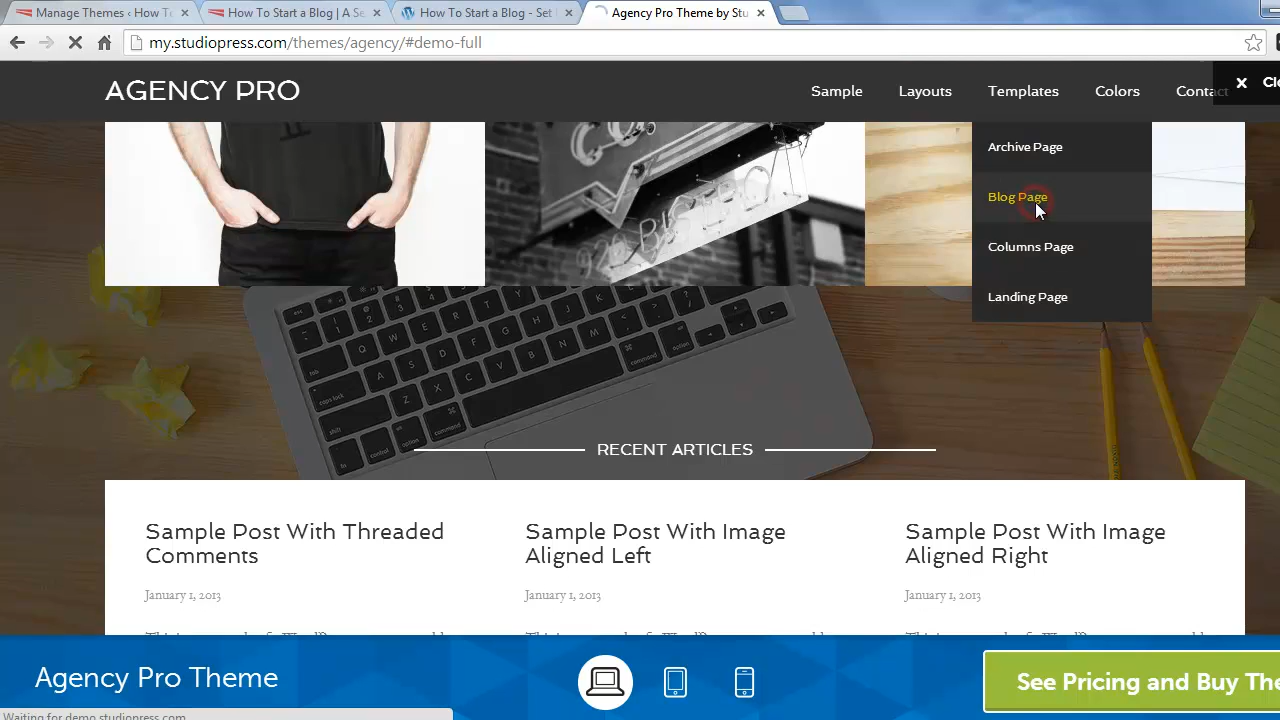 Manage Themes ‹ How T
How To Start a Blog | A Se
How To Start a Blog - Set
Agency Pro Theme by Stu
my.studiopress.com/themes/agency/#demo-full
AGENCY PRO
Sample
Layouts
Templates
Colors
Contact
x
Archive Page
Blog Page
Columns Page
Landing Page
RECENT ARTICLES
Sample Post With Threaded
Comments
January 1, 2013
Sample Post With Image
Aligned Left
January 1, 2013
Sample Post With Image
Aligned Right
January 1, 2013
Agency Pro Theme
See Pricing and Buy The
Waiting for demo.studiopress.com